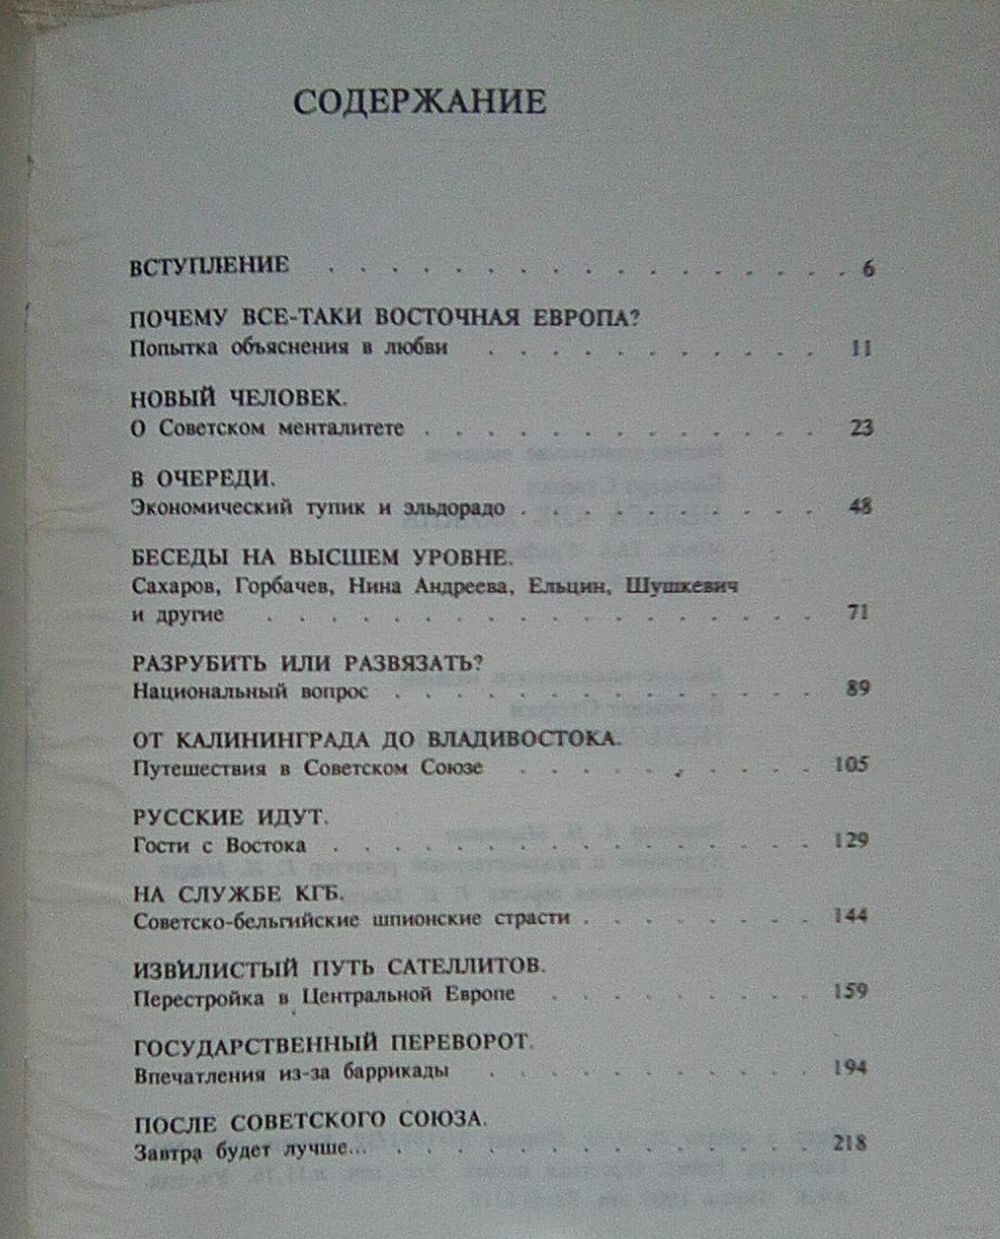 СОДЕРЖАНИЕ
ВСТУПЛЕНИЕ . . . . . . . . . . . . . . . . . 6
ПОЧЕМУ ВСЕ-ТАКИ ВОСТОЧНАЯ ЕВРОПА?
Попытка объяснения в любви . . . . . . . . . . . 11
НОВЫЙ ЧЕЛОВЕК.
О Советском менталитете . . . . . . . . . . . . . 23
В ОЧЕРЕДИ.
Экономический тупик и эльдорадо . . . . . . . . . . 48
БЕСЕДЫ НА ВЫСШЕМ УРОВНЕ.
Сахаров, Горбачев, Нина Андреева, Ельцин, Шушкевич
и другие . . . . . . . . . . . . . . . . . . 71
РАЗРУБИТЬ ИЛИ РАЗВЯЗАТЬ?
Национальный вопрос . . . . . . . . . . . . . . 89
ОТ КАЛИНИНГРАДА ДО ВЛАДИВОСТОКА.
Путешествия в Советском Союзе . . . . . . . . . . 105
РУССКИЕ ИДУТ.
Гости с Востока . . . . . . . . . . . . . . . . 129
НА СЛУЖБЕ КГБ.
Советско-бельгийские шпионские страсти . . . . . . . . 144
ИЗВИЛИСТЫЙ ПУТЬ САТЕЛЛИТОВ.
Перестройка в Центральной Европе . . . . . . . . . 159
ГОСУДАРСТВЕННЫЙ ПЕРЕВОРОТ.
Впечатления из-за баррикады . . . . . . . . . . . 194
ПОСЛЕ СОВЕТСКОГО СОЮЗА.
Завтра будет лучше... . . . . . . . . . . . . . . 218